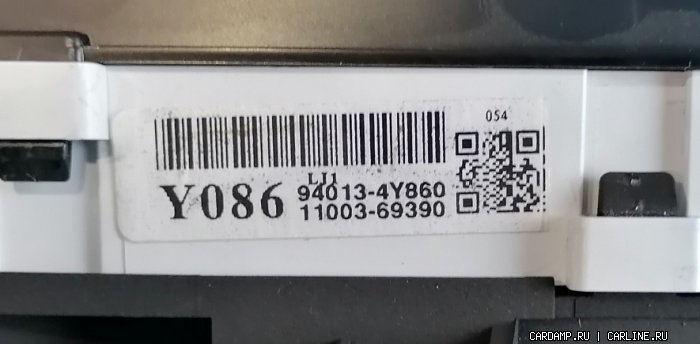 054
LJ1
Y086 94013-4Y860
11003-69390
CARDAMP.RU | CARLINE.RU